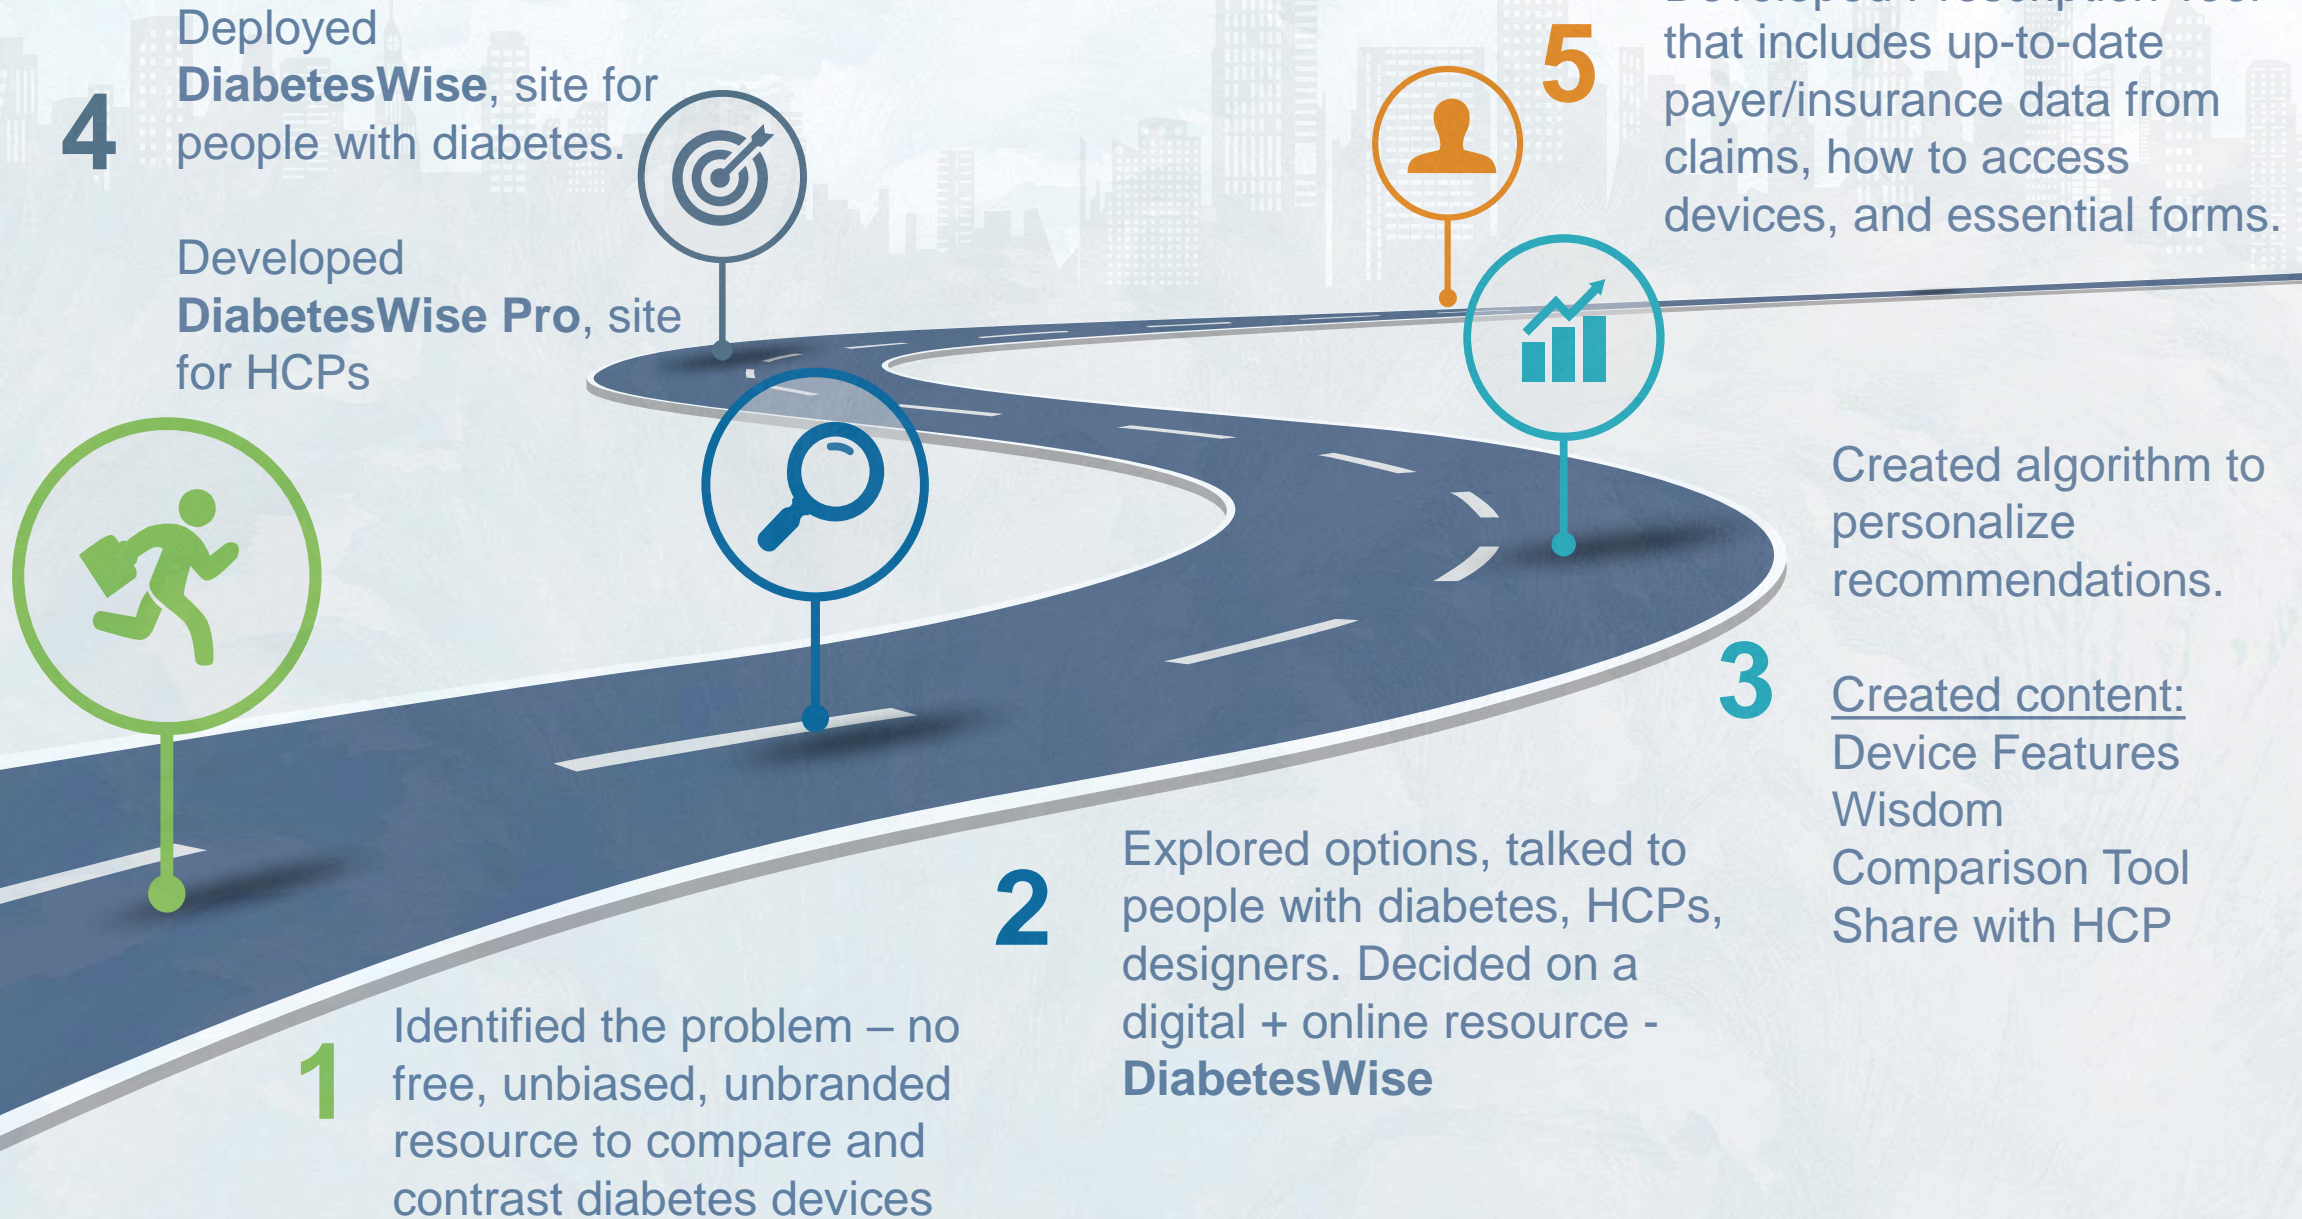 4
Deployed
DiabetesWise, site for
people with diabetes.
Developed
DiabetesWise Pro, site
for HCPs
5
Developed Prescription Tool
that includes up-to-date
payer/insurance data from
claims, how to access
devices, and essential forms.
Created algorithm to
personalize
recommendations.
3
Created content:
Device Features
Wisdom
Comparison Tool
Share with HCP
2
Explored options, talked to
people with diabetes, HCPs,
designers. Decided on a
digital + online resource -
DiabetesWise
1
Identified the problem – no
free, unbiased, unbranded
resource to compare and
contrast diabetes devices